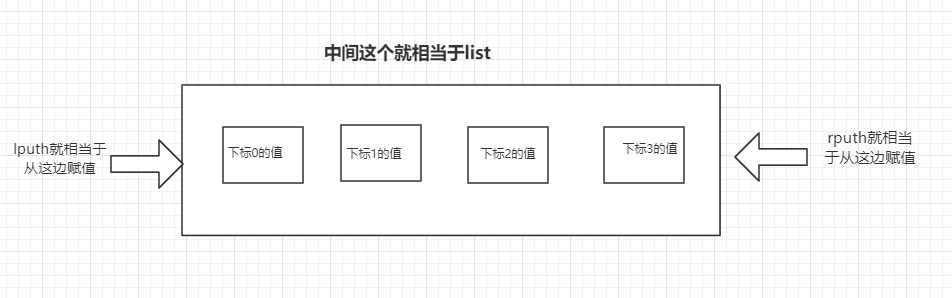 中间这个就相当于list
lputh就相当于
从这边赋值
下标0的值
下标1的值
下标2的值
下标3的值
rputh就相当
于从这边赋值